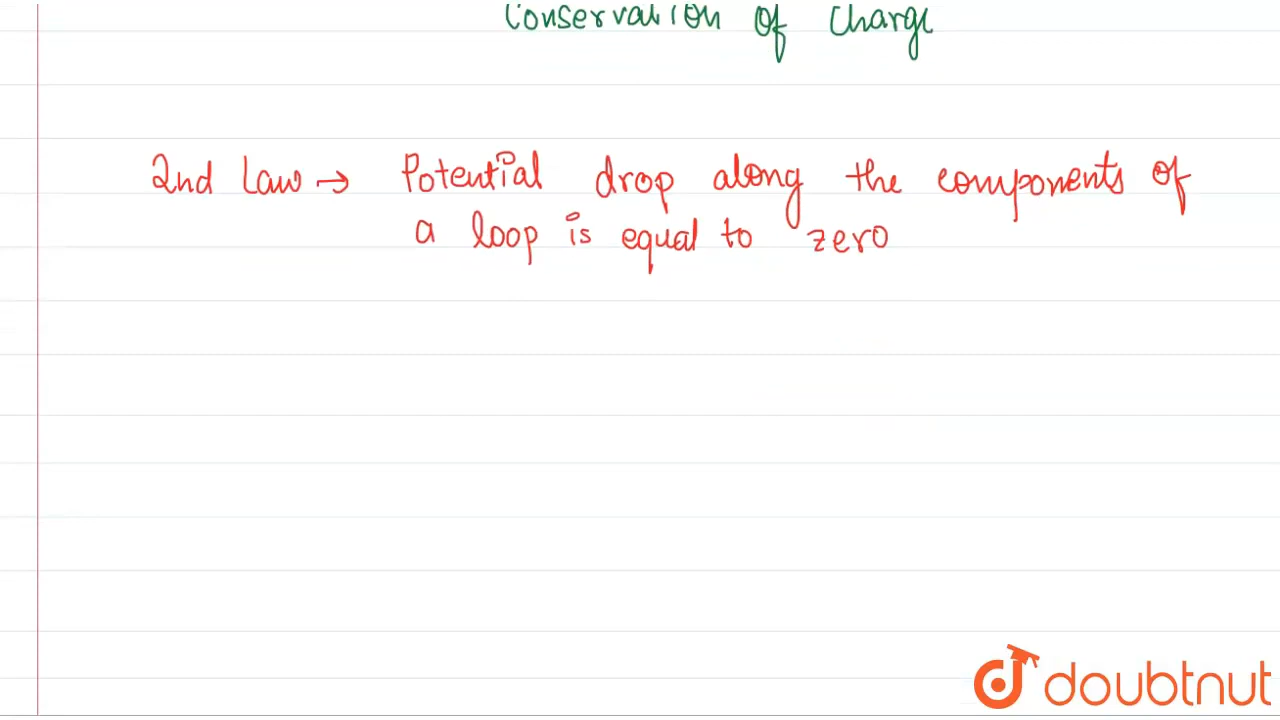 Conservation of Charge
2nd Law → Potential drop along the components of
a loop is equal to zero
doubtnut